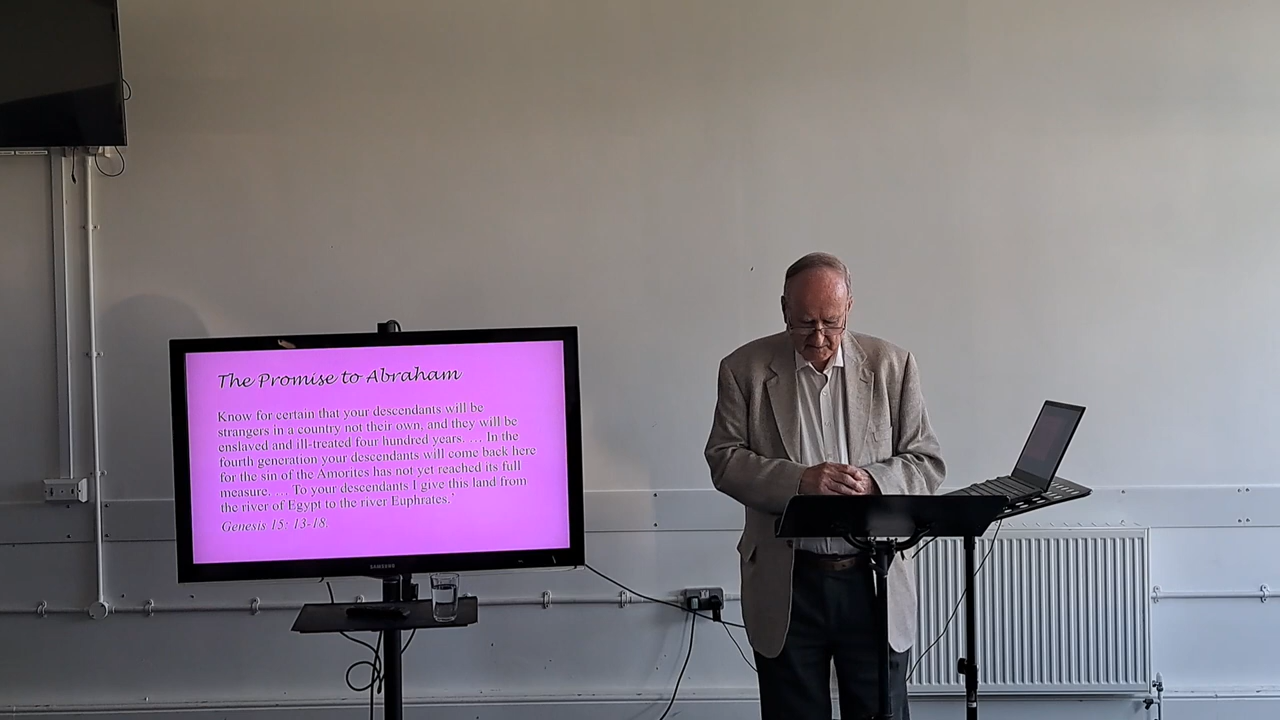 The Promise to Abraham
Know for certain that your descendants will be
strangers in a country not their own, and they will be
enslaved and ill-treated four hundred years. … In the
fourth generation your descendants will come back here
for the sin of the Amorites has not yet reached its full
measure. … To your descendants I give this land from
the river of Egypt to the river Euphrates.’
Genesis 15: 13-18.
SAMSUNG